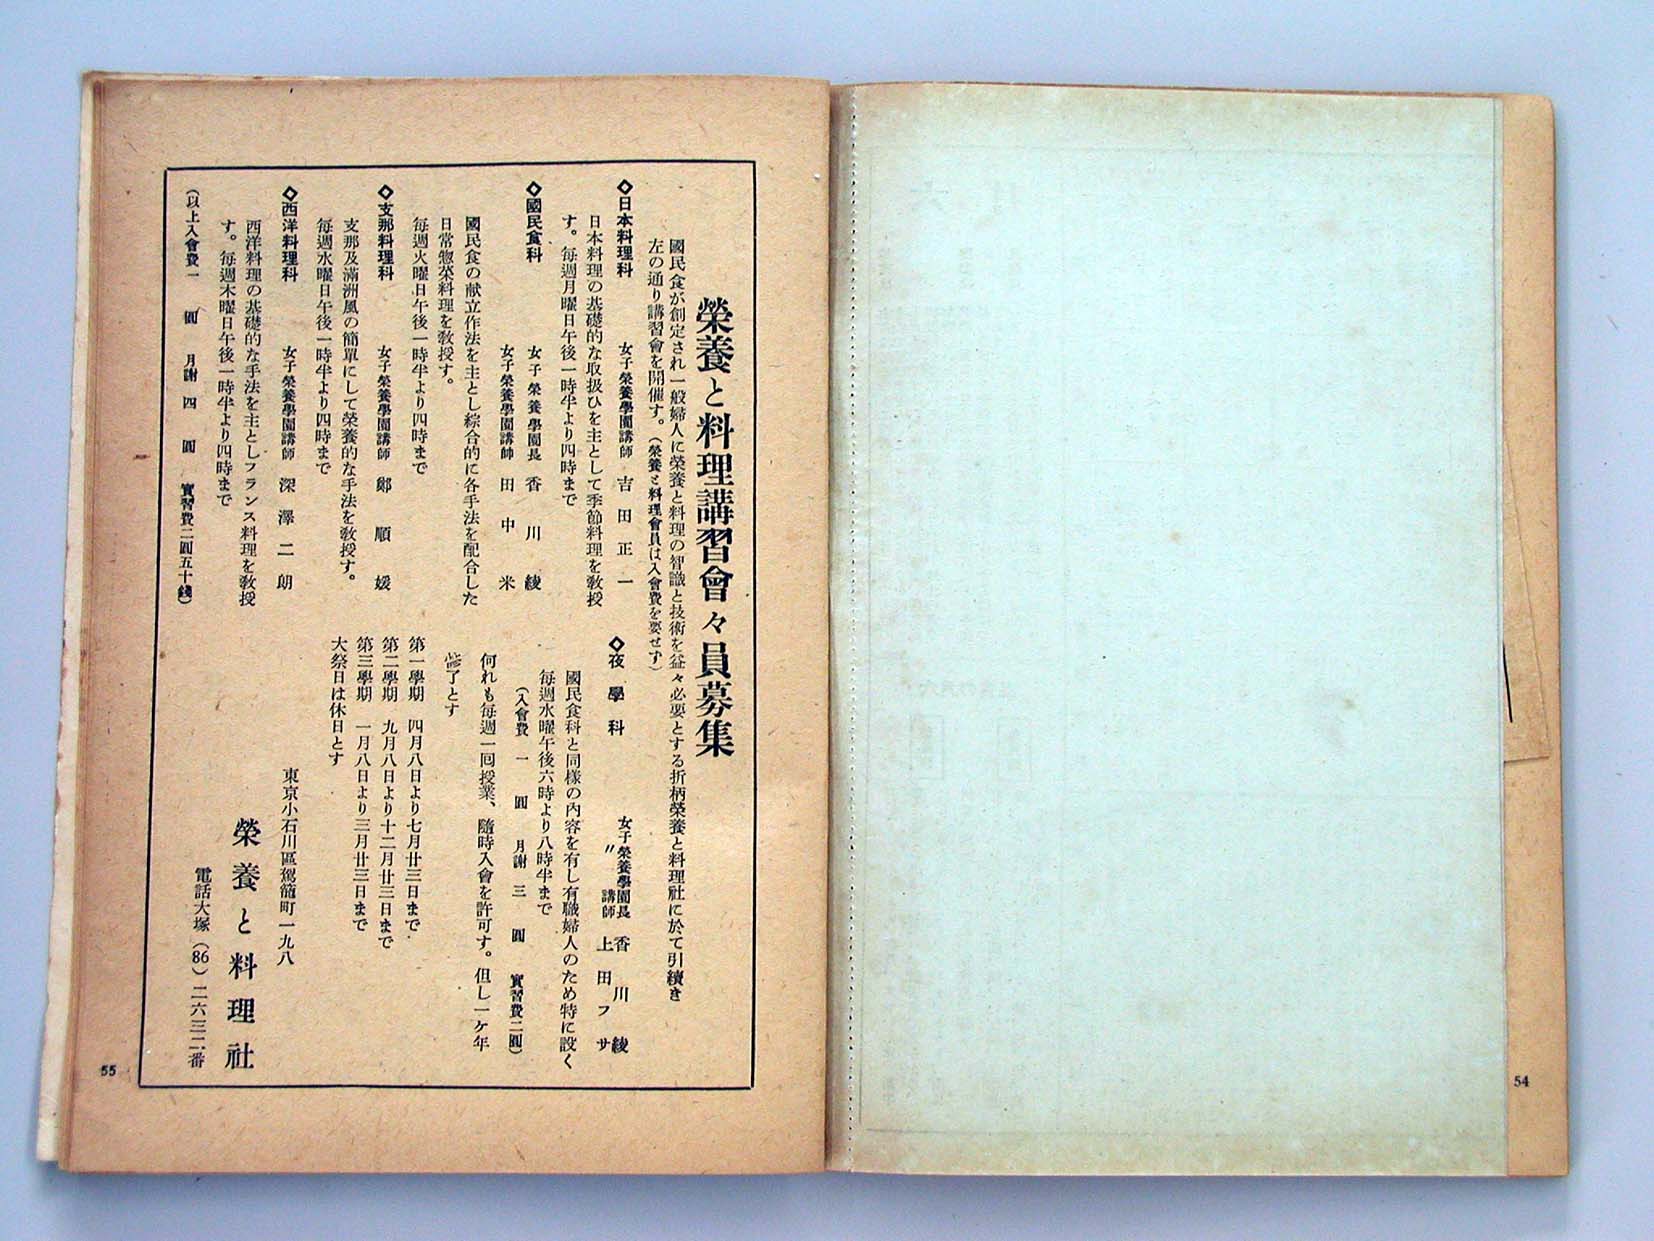 榮養と料理講習會々員募集
國民食が創定され一般婦人に榮養と料理の智識と技術を益々必要とする折柄榮養と料理社に於て引續き
左の通り講習會を開催す。（榮養と料理會員は入會費を要せず）
◇日本料理科　女子榮養學園講師　吉田正一
日本料理の基礎的な取扱ひを主として季節料理を敎授
す。每週月曜日午後一時半より四時まで
◇國民食科　女子榮養學園長　香川綾
女子榮養學園講師　田中米
國民食の献立作法を主とし綜合的に各手法を配合した
日常惣菜料理を敎授す。
每週火曜日午後一時半より四時まで
◇支那料理科　女子榮養學園講師　鄭順媛
支那及滿洲風の簡單にして榮養的な手法を敎授す。
每週水曜日午後一時半より四時まで
◇西洋料理科　女子榮養學園講師　深澤二朗
西洋料理の基礎的な手法を主としフランス料理を敎授
す。每週木曜日午後一時半より四時まで
（以上入會費一圓　月謝四圓　實習費二圓五十錢）
◇夜學科　女子榮養學園長　香川綾
〃　講師　上田フサ
國民食科と同樣の內容を有し有職婦人のため特に設く
每週水曜午後六時より八時半まで
（入會費一圓　月謝三圓　實習費二圓）
何れも每週一回授業、隨時入會を許可す。但し一ケ年
修了とす
第一學期　四月八日より七月廿三日まで
第二學期　九月八日より十二月廿三日まで
第三學期　一月八日より三月廿三日まで
大祭日は休日とす
東京小石川區駕籠町一九八
榮養と料理社
電話大塚（86）二六三二番
55
54